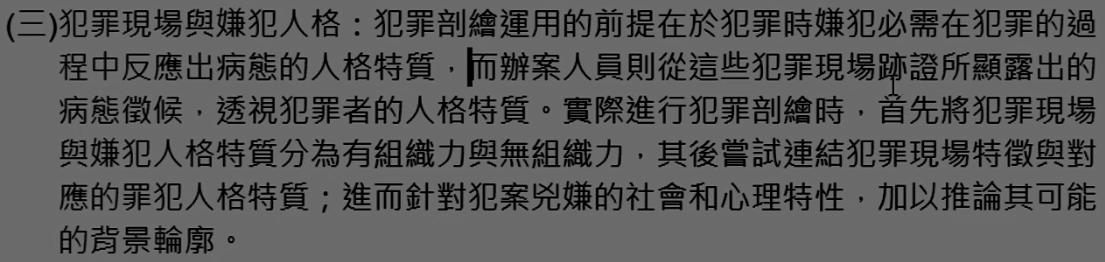 (三)犯罪現場與嫌犯人格：犯罪剖繪運用的前提在於犯罪時嫌犯必需在犯罪的過
程中反應出病態的人格特質，而辦案人員則從這些犯罪現場跡證所顯露出的
病態徵候，透視犯罪者的人格特質。實際進行犯罪剖繪時，首先將犯罪現場
與嫌犯人格特質分為有組織力與無組織力，其後嘗試連結犯罪現場特徵與對
應的罪犯人格特質；進而針對犯案兇嫌的社會和心理特性，加以推論其可能
的背景輪廓。